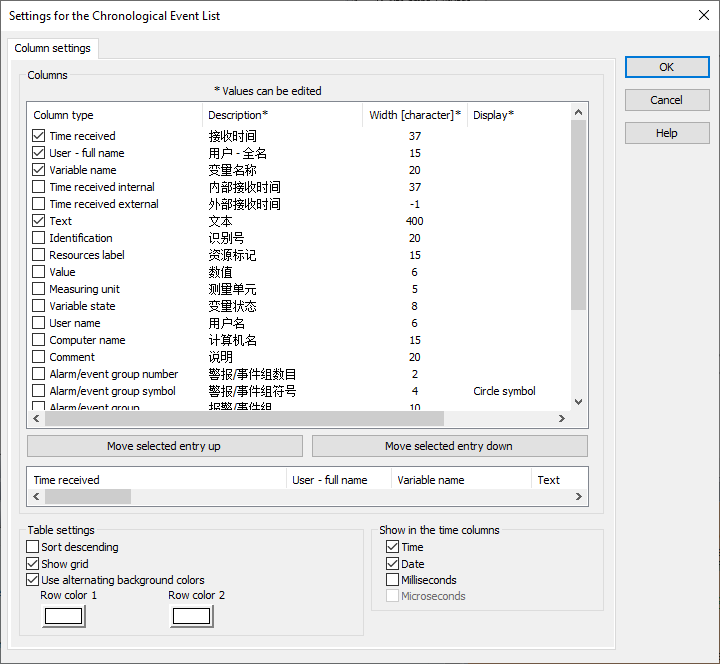 Settings for the Chronological Event List
Column settings
Columns
* Values can be edited
Column type Description* Width [character]* Display*
Time received 接收时间 37
User - full name 用户 - 全名 15
Variable name 变量名称 20
Time received internal 内部接收时间 37
Time received external 外部接收时间 -1
Text 文本 400
Identification 识别号 20
Resources label 资源标记 15
Value 数值 6
Measuring unit 测量单元 5
Variable state 变量状态 8
User name 用户名 6
Computer name 计算机名 15
Comment 说明 20
Alarm/event group number 警报/事件组数目 2
Alarm/event group symbol 警报/事件组符号 4 Circle symbol
Alarm/event group 报警/事件组 10
Move selected entry up Move selected entry down
Time received User - full name Variable name Text
Table settings
Sort descending
Show grid
Use alternating background colors
Row color 1 Row color 2
Show in the time columns
Time
Date
Milliseconds
Microseconds
OK
Cancel
Help